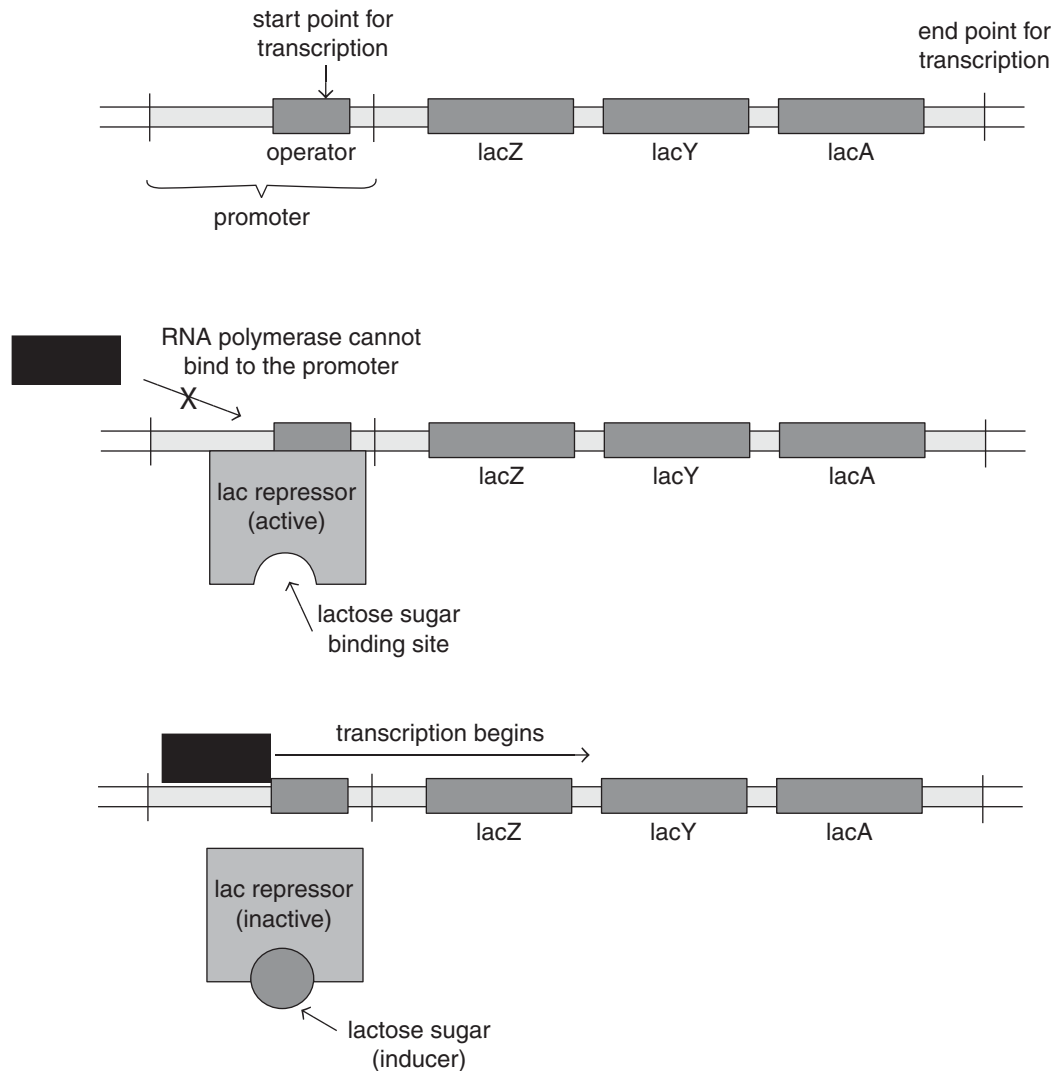 start point for
transcription
end point for
transcription
operator
lacZ
lacY
lacA
promoter
RNA polymerase cannot
bind to the promoter
X
lacZ
lacY
lacA
lac repressor
(active)
lactose sugar
binding site
transcription begins
lacZ
lacY
lacA
lac repressor
(inactive)
lactose sugar
(inducer)